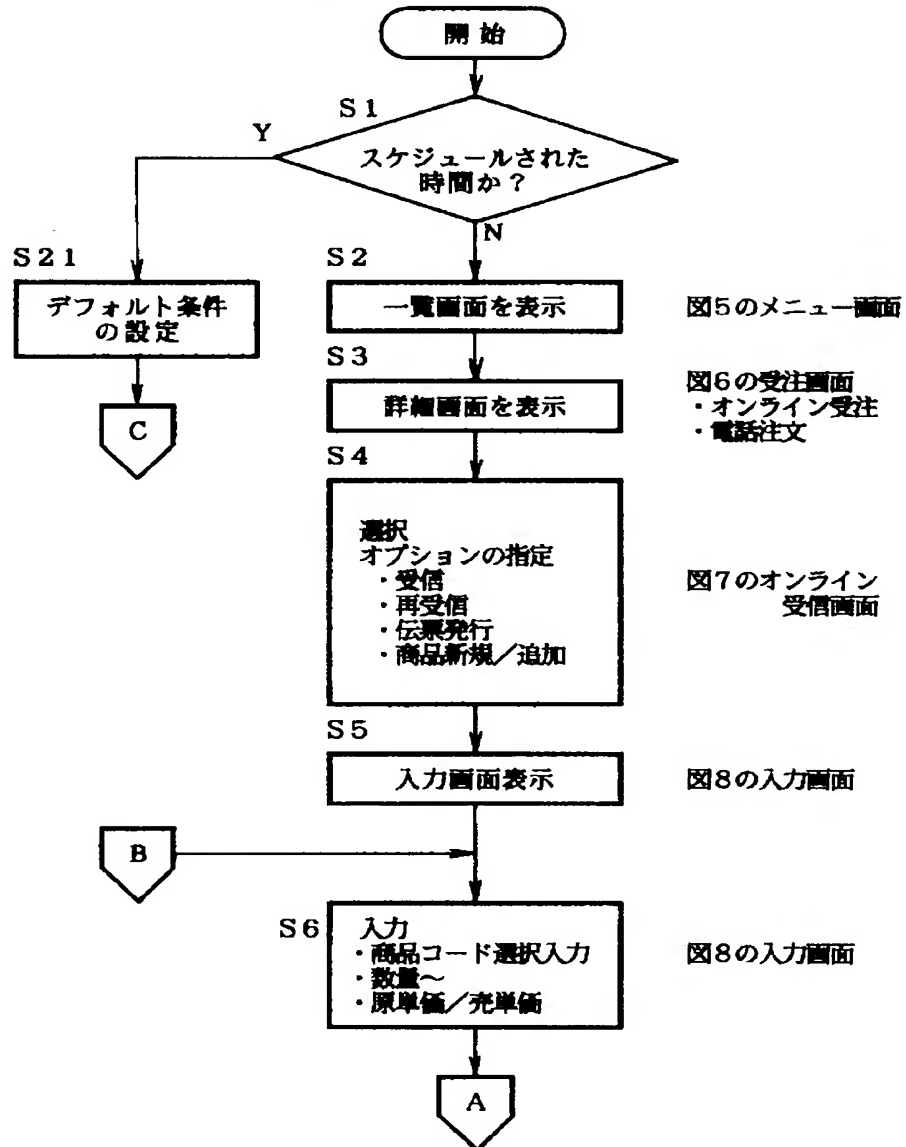 開始
S1
Y
スケジュールされた
時間か？
N
S21
デフォルト条件
の設定
C
S2
一覧画面を表示
図5のメニュー画面
S3
詳細画面を表示
図6の受注画面
・オンライン受注
・電話注文
S4
選択
オプションの指定
・受信
・再受信
・伝票発行
・商品新規／追加
図7のオンライン
受信画面
S5
入力画面表示
図8の入力画面
B
S6
入力
・商品コード選択入力
・数量～
・原単価／売単価
図8の入力画面
A